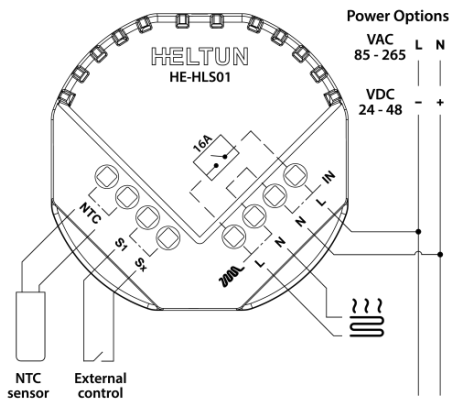 Power Options
VAC L N
85 - 265
VDC - +
24 - 48
HELTUN
HE-HLS01
16A
NTC
S1
Sx
L
N
N
L
IN
NTC
sensor
External
control